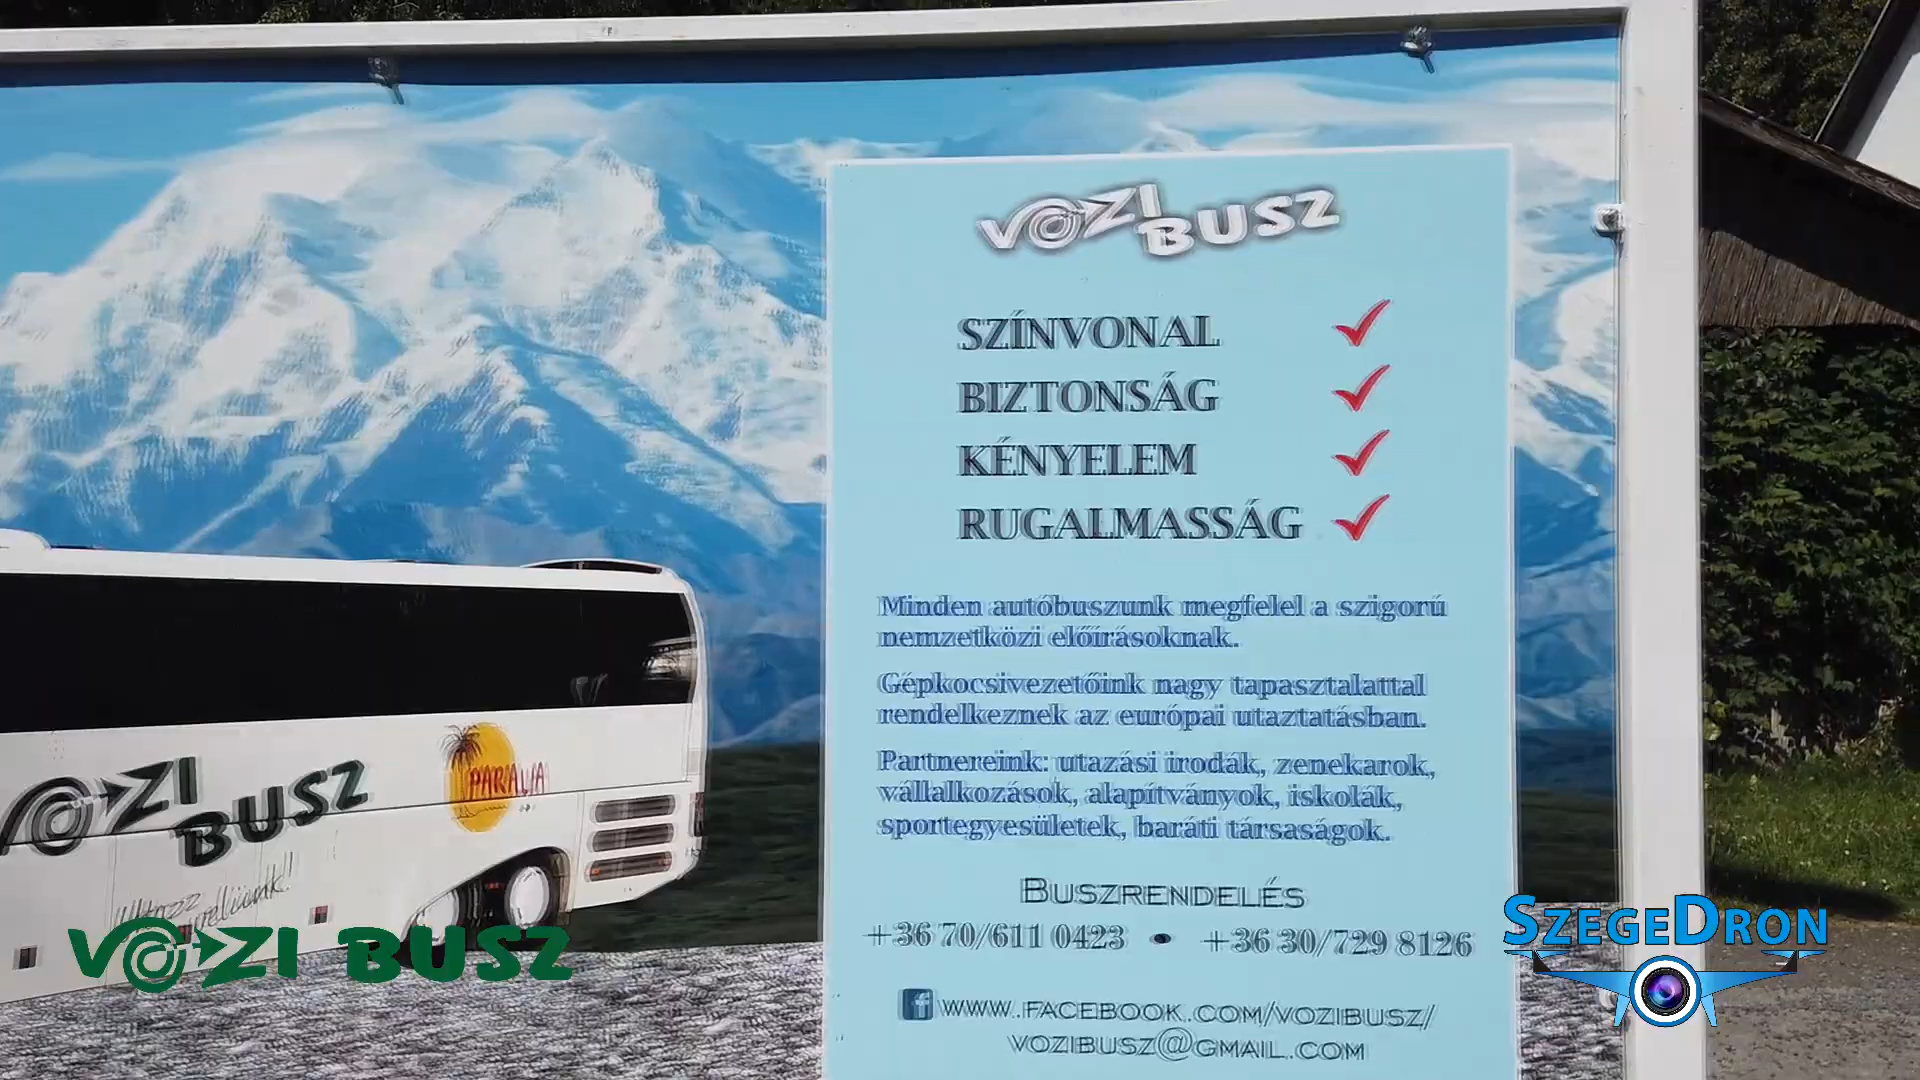 VOZI
BUSZ
SZÍNVONAL
BIZTONSÁG
KÉNYELEM
RUGALMASSÁG
Minden autóbuszunk megfelel a szigorú
nemzetközi előírásoknak.
Gépkocsivezetőink nagy tapasztalattal
rendelkeznek az európai utaztatásban.
Partnereink: utazási irodák, zenekarok,
vállalkozások, alapítványok, iskolák,
sportegyesületek, baráti társaságok.
BUSZRENDELÉS
+36 70/611 0423 • +36 30/729 8126
WWW.FACEBOOK.COM/VOZIBUSZ/
VOZIBUSZ@GMAIL.COM
VOZI
BUSZ
PARALIA
VOZI BUSZ
SZEGEDRON